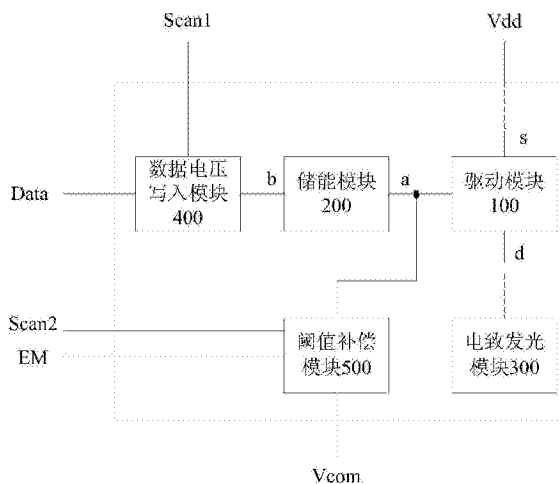 Scan1
Vdd
s
Data
数据电压
写入模块
400
b
储能模块
200
a
驱动模块
100
d
Scan2
EM
阈值补偿
模块500
电致发光
模块300
Vcom